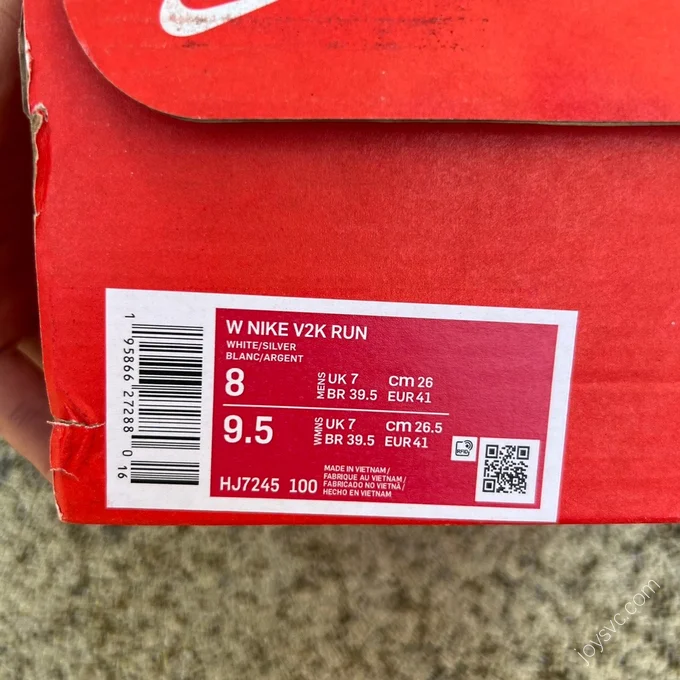 W NIKE V2K RUN
WHITE/SILVER
BLANC/ARGENT
8 MENS UK 7 cm 26
BR 39.5 EUR 41
9.5 WMNS UK 7 cm 26.5
BR 39.5 EUR 41
HJ7245 100
MADE IN VIETNAM/
FABRIQUE AU VIETNAM/
FABRICADO NO VIETNÃ/
HECHO EN VIETNAM
RFID
1 95866 27288 0 16
joysvc.com